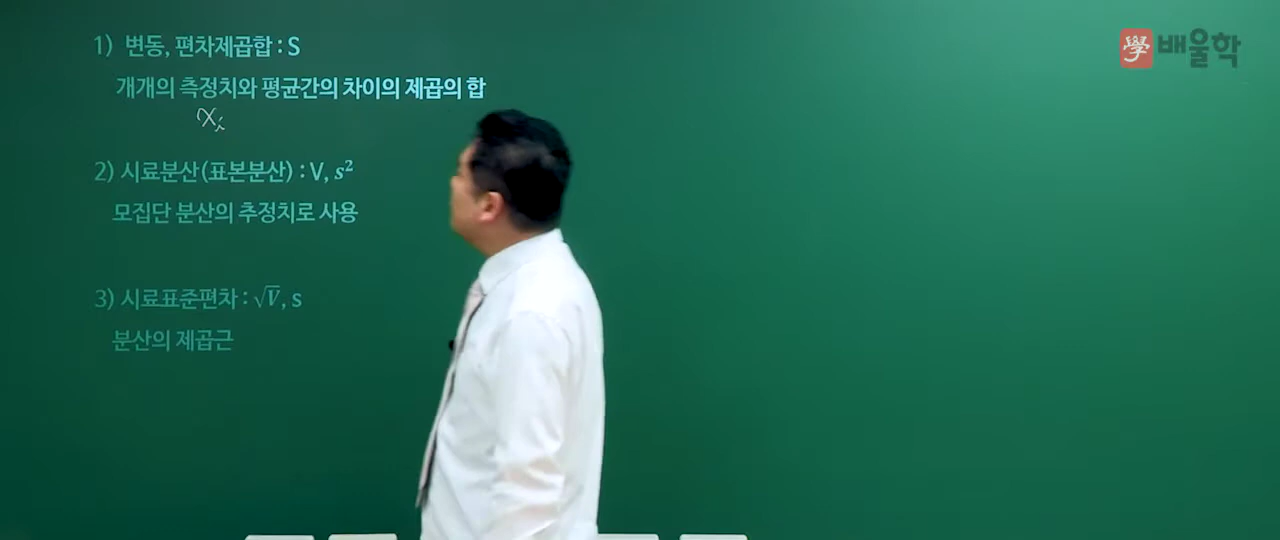 1) 변동, 편차제곱합 : S
學 배울학
개개의 측정치와 평균간의 차이의 제곱의 합
xᵢ
2) 시료분산(표본분산) : V, s²
모집단 분산의 추정치로 사용
3) 시료표준편차 : √V, s
분산의 제곱근